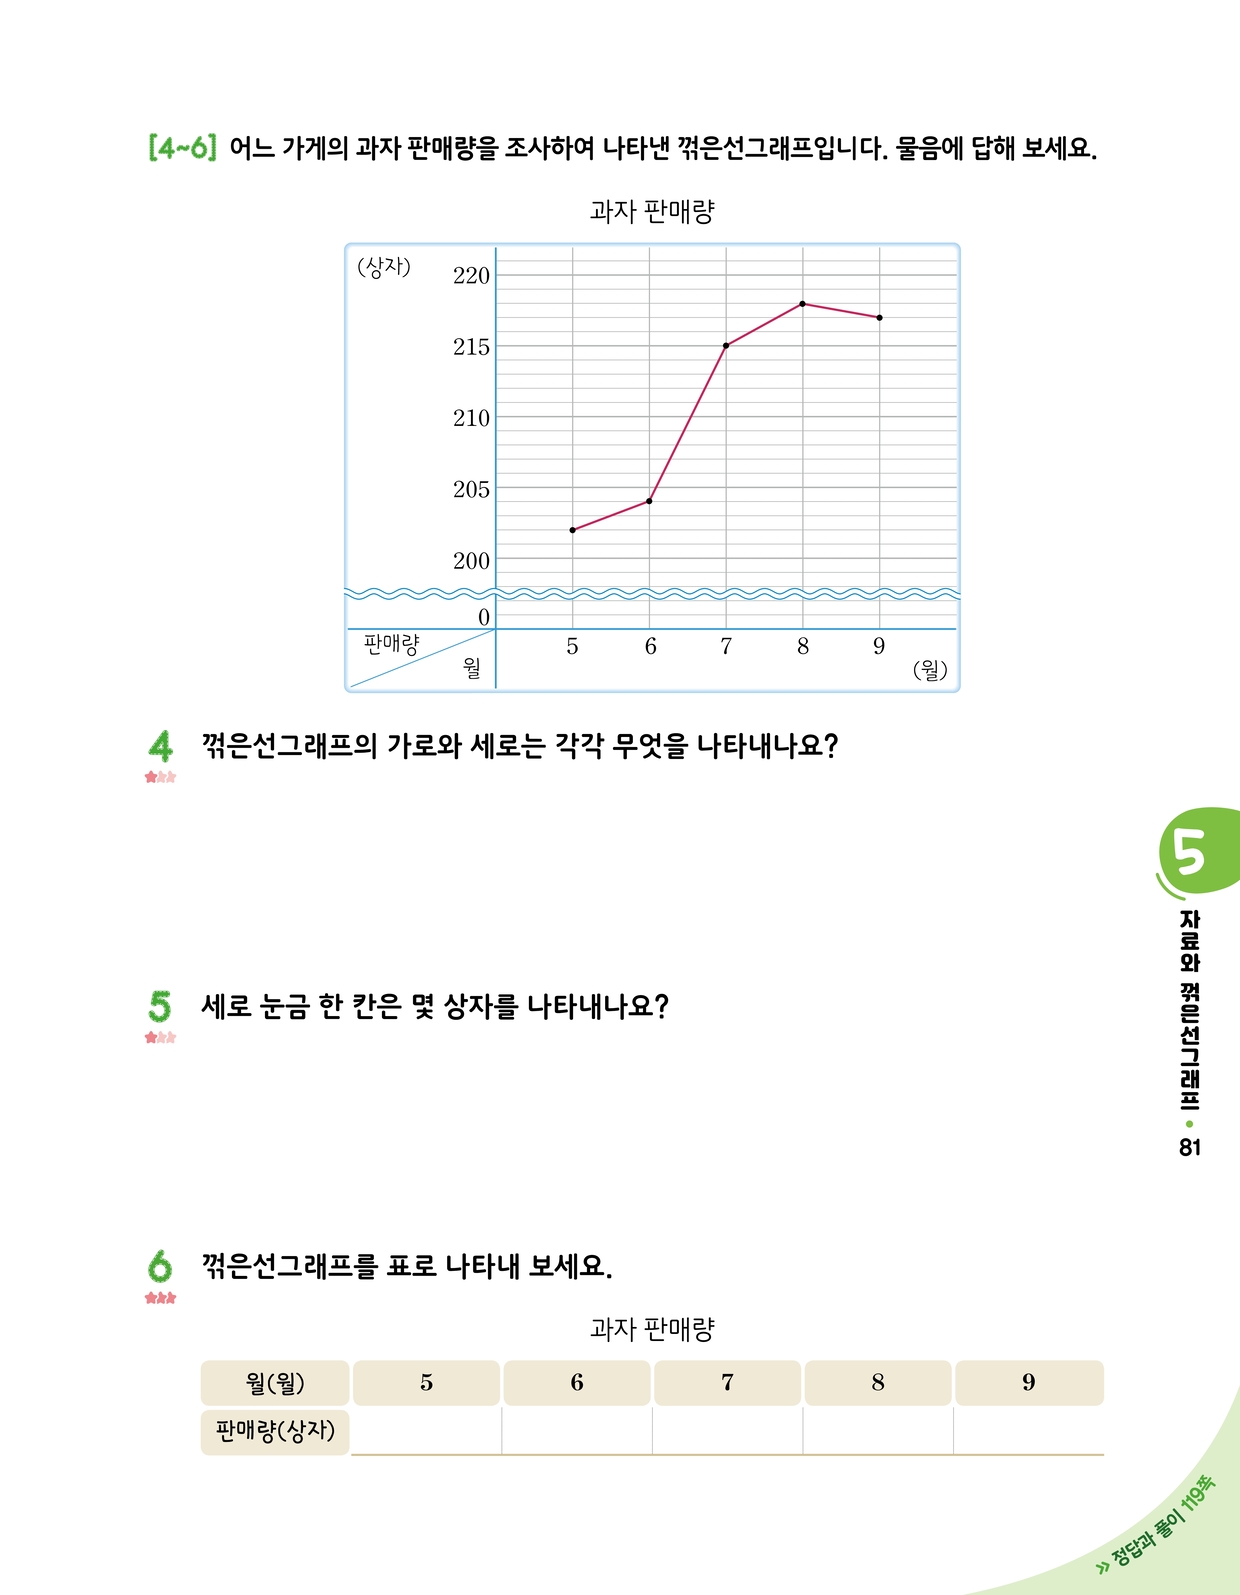 [4~6] 어느 가게의 과자 판매량을 조사하여 나타낸 꺾은선그래프입니다. 물음에 답해 보세요.
과자 판매량
(상자)
220
215
210
205
200
0
판매량
월
5 6 7 8 9
(월)
4 꺾은선그래프의 가로와 세로는 각각 무엇을 나타내나요?
5 세로 눈금 한 칸은 몇 상자를 나타내나요?
6 꺾은선그래프를 표로 나타내 보세요.
과자 판매량
월(월) 5 6 7 8 9
판매량(상자)
5
자료와 꺾은선그래프 • 81
» 정답과 풀이 119쪽